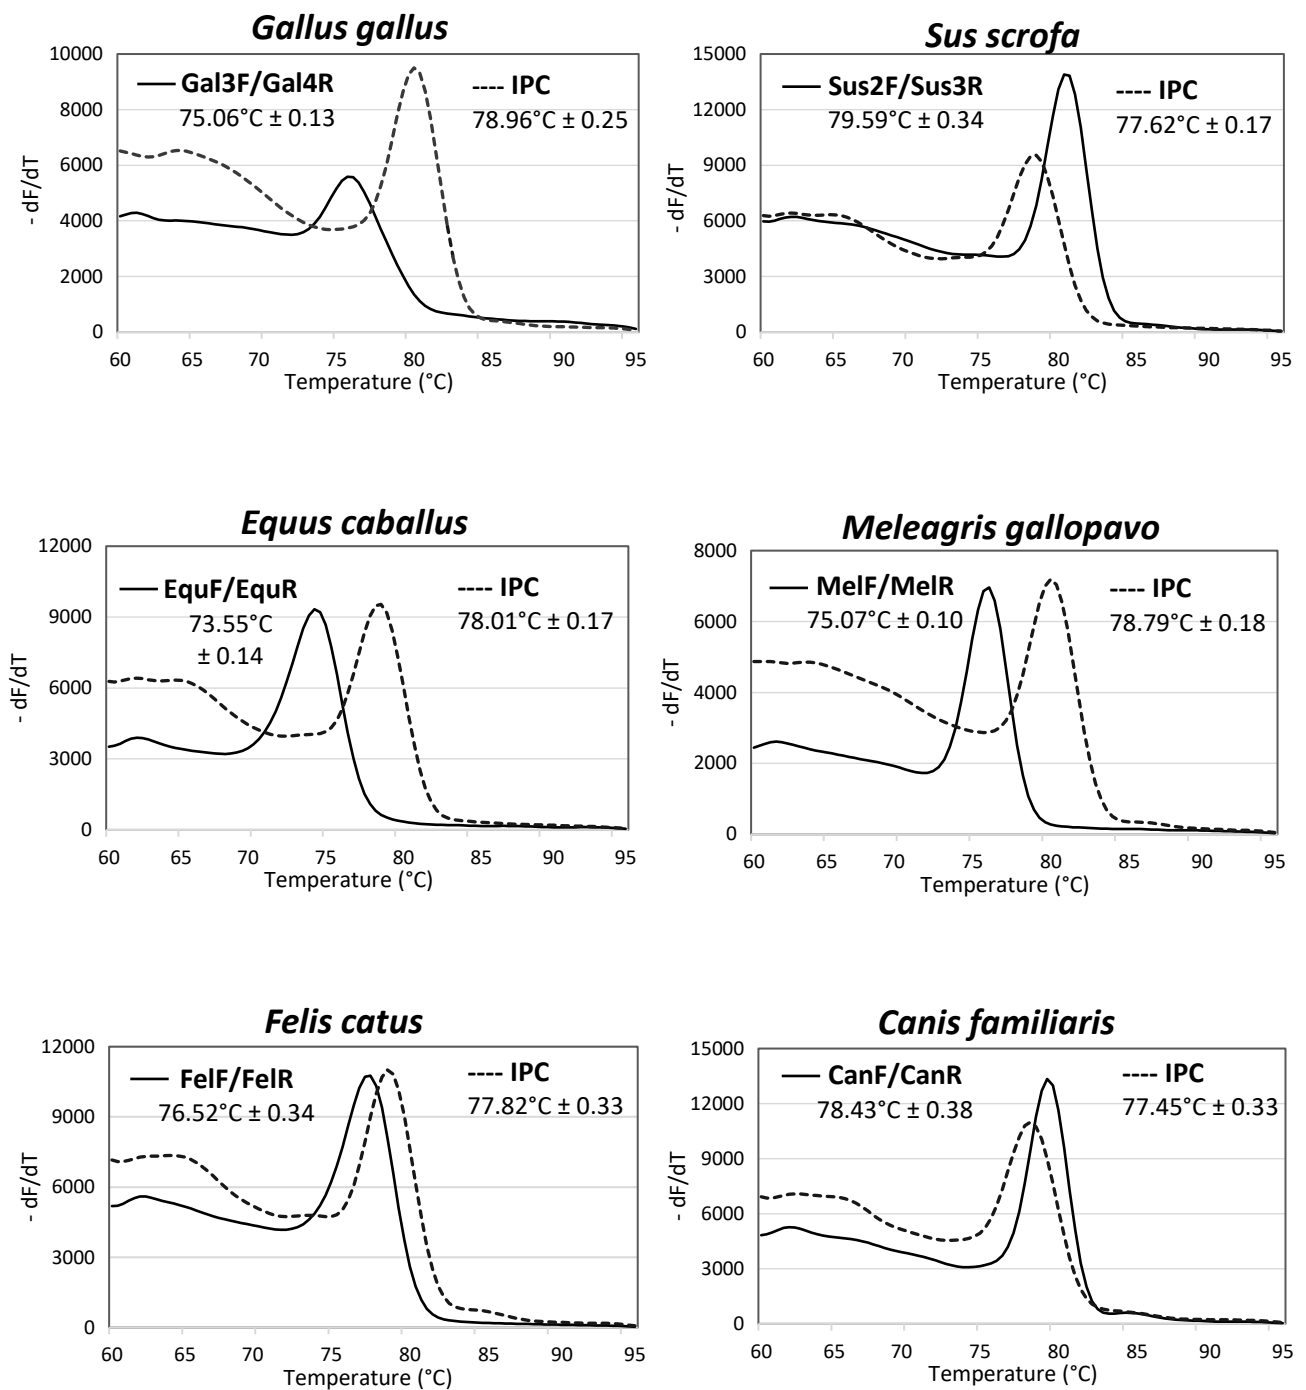 Gallus gallus
10000
8000
6000
4000
2000
0
- dF/dT
Gal3F/Gal4R
75.06°C ± 0.13
---- IPC
78.96°C ± 0.25
60 65 70 75 80 85 90 95
Temperature (°C)
Sus scrofa
15000
12000
9000
6000
3000
0
- dF/dT
Sus2F/Sus3R
79.59°C ± 0.34
---- IPC
77.62°C ± 0.17
60 65 70 75 80 85 90 95
Temperature (°C)
Equus caballus
12000
9000
6000
3000
0
- dF/dT
EquF/EquR
73.55°C
± 0.14
---- IPC
78.01°C ± 0.17
60 65 70 75 80 85 90 95
Temperature (°C)
Meleagris gallopavo
8000
6000
4000
2000
0
- dF/dT
MelF/MelR
75.07°C ± 0.10
---- IPC
78.79°C ± 0.18
60 65 70 75 80 85 90 95
Temperature (°C)
Felis catus
12000
9000
6000
3000
0
- dF/dT
FelF/FelR
76.52°C ± 0.34
---- IPC
77.82°C ± 0.33
60 65 70 75 80 85 90 95
Temperature (°C)
Canis familiaris
15000
12000
9000
6000
3000
0
- dF/dT
CanF/CanR
78.43°C ± 0.38
---- IPC
77.45°C ± 0.33
60 65 70 75 80 85 90 95
Temperature (°C)